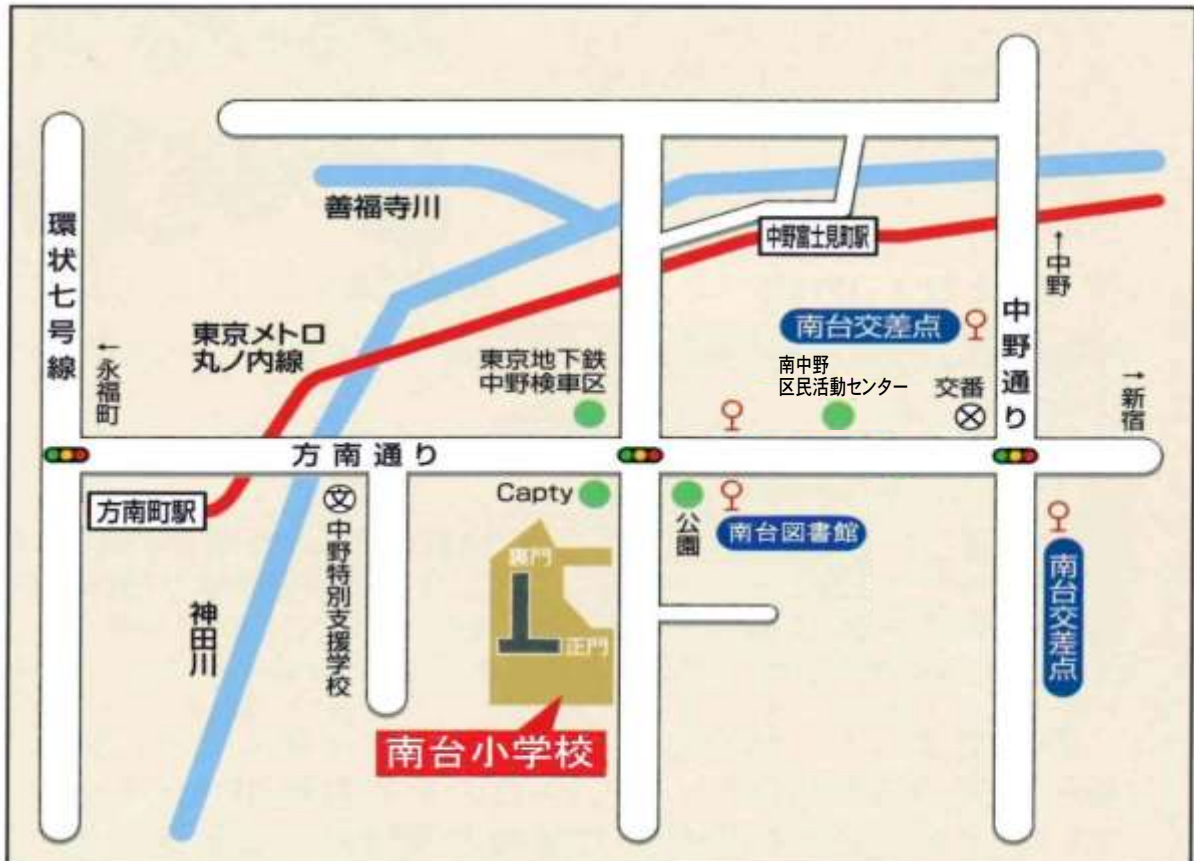 善福寺川
環状七号線
中野富士見町駅
↑中野
中野通り
南台交差点
東京メトロ
丸ノ内線
←永福町
東京地下鉄
中野検車区
南中野
区民活動センター
交番
→新宿
方南通り
方南町駅
文
中野特別支援学校
Capty
公園
南台図書館
南台交差点
裏門
正門
神田川
南台小学校